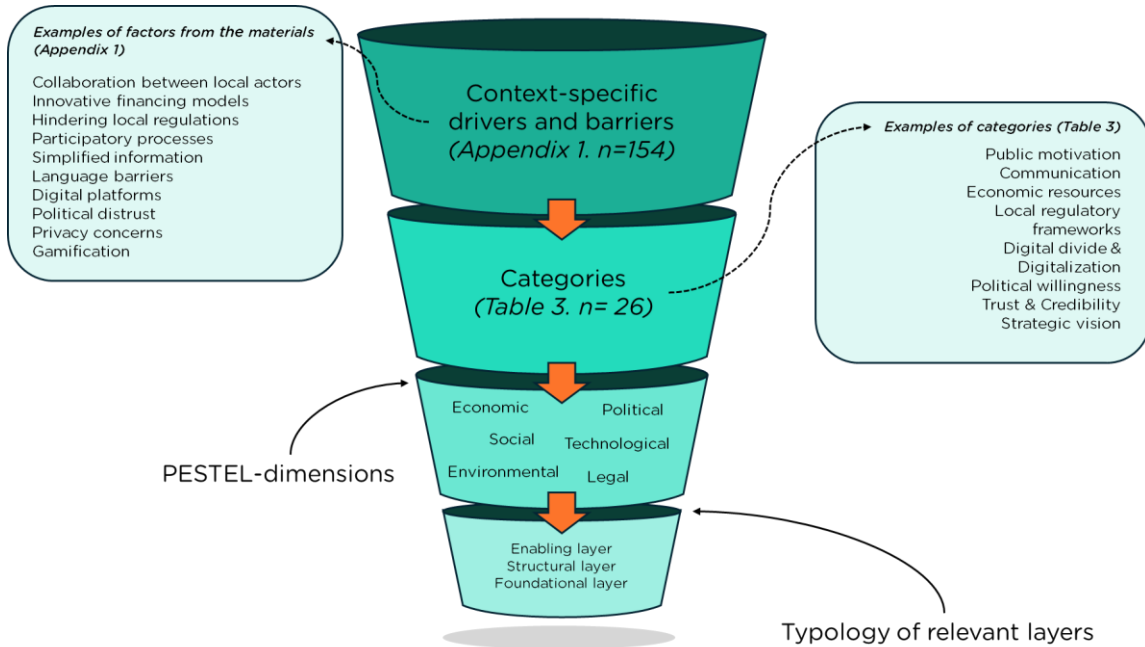 Examples of factors from the materials
(Appendix 1)
Collaboration between local actors
Innovative financing models
Hindering local regulations
Participatory processes
Simplified information
Language barriers
Digital platforms
Political distrust
Privacy concerns
Gamification
Context-specific
drivers and barriers
(Appendix 1. n=154)
Examples of categories (Table 3)
Public motivation
Communication
Economic resources
Local regulatory
frameworks
Digital divide &
Digitalization
Political willingness
Trust & Credibility
Strategic vision
Categories
(Table 3. n= 26)
PESTEL-dimensions
Economic
Political
Social
Technological
Environmental
Legal
Enabling layer
Structural layer
Foundational layer
Typology of relevant layers